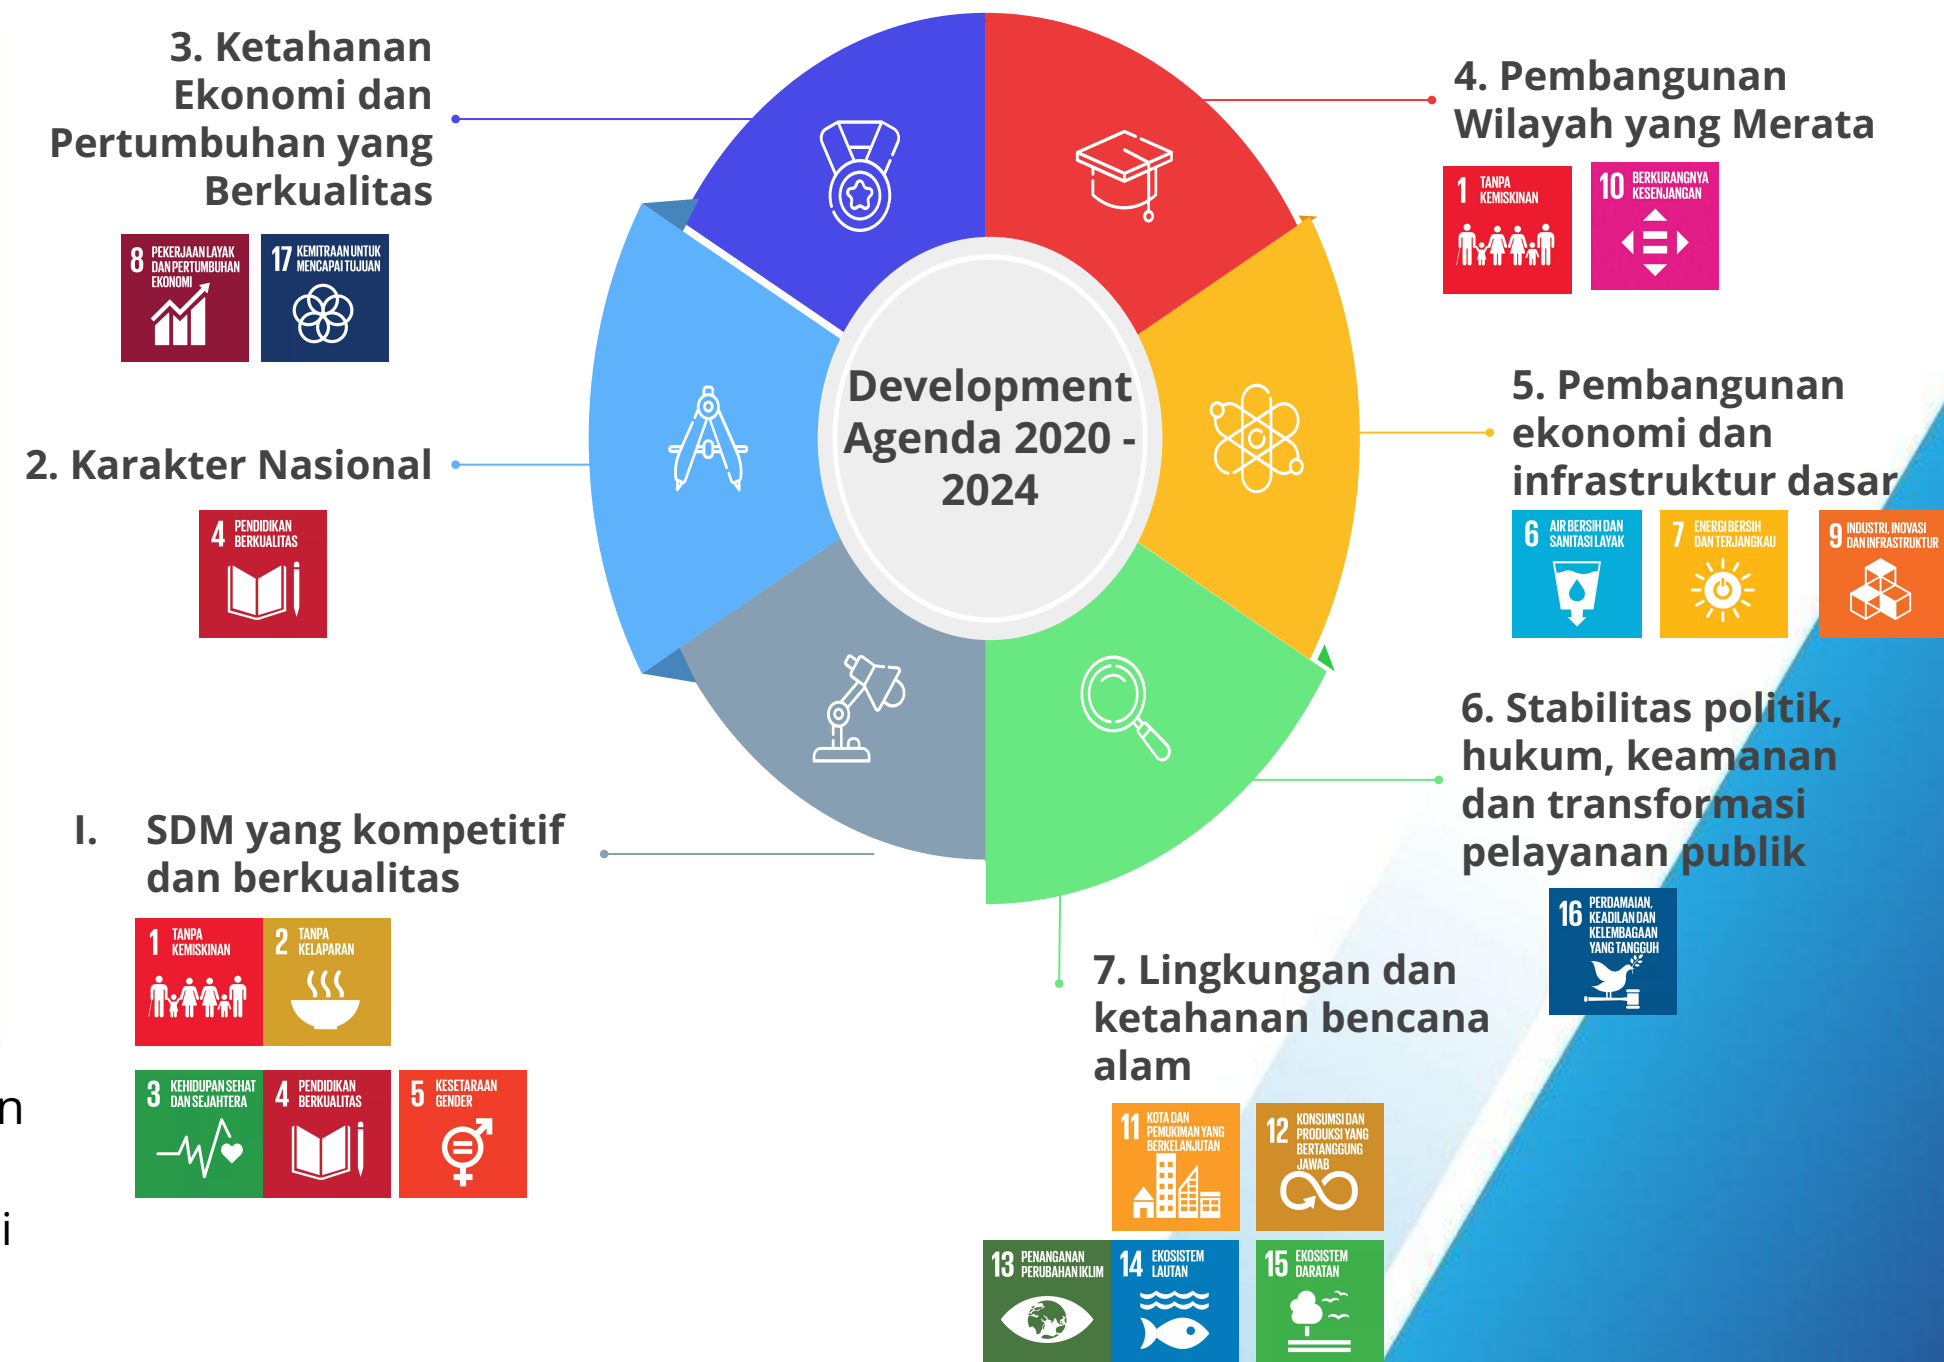 3. Ketahanan
Ekonomi dan
Pertumbuhan yang
Berkualitas
8 PEKERJAAN LAYAK
DAN PERTUMBUHAN
EKONOMI
17 KEMITRAAN UNTUK
MENCAPAI TUJUAN
2. Karakter Nasional
4 PENDIDIKAN
BERKUALITAS
I. SDM yang kompetitif
dan berkualitas
1 TANPA
KEMISKINAN
2 TANPA
KELAPARAN
3 KEHIDUPAN SEHAT
DAN SEJAHTERA
4 PENDIDIKAN
BERKUALITAS
5 KESETARAAN
GENDER
n
i
Development
Agenda 2020 -
2024
4. Pembangunan
Wilayah yang Merata
1 TANPA
KEMISKINAN
10 BERKURANGNYA
KESENJANGAN
5. Pembangunan
ekonomi dan
infrastruktur dasar
6 AIR BERSIH DAN
SANITASI LAYAK
7 ENERGI BERSIH
DAN TERJANGKAU
9 INDUSTRI, INOVASI
DAN INFRASTRUKTUR
6. Stabilitas politik,
hukum, keamanan
dan transformasi
pelayanan publik
16 PERDAMAIAN,
KEADILAN DAN
KELEMBAGAAN
YANG TANGGUH
7. Lingkungan dan
ketahanan bencana
alam
11 KOTA DAN
PEMUKIMAN YANG
BERKELANJUTAN
12 KONSUMSI DAN
PRODUKSI YANG
BERTANGGUNG
JAWAB
13 PENANGANAN
PERUBAHAN IKLIM
14 EKOSISTEM
LAUTAN
15 EKOSISTEM
DARATAN